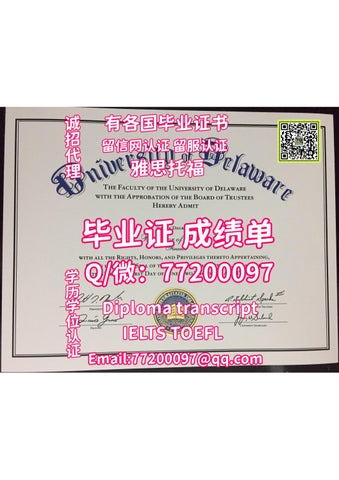 有各国毕业证书
留信网认证 留服认证
雅思托福
诚招代理
University of Delaware
THE FACULTY OF THE UNIVERSITY OF DELAWARE
WITH THE APPROBATION OF THE BOARD OF TRUSTEES
HEREBY ADMIT
毕业证 成绩单
WITH ALL THE RIGHTS, HONORS, AND PRIVILEGES THERETO APPERTAINING,
Q/微：77200097
学历学位认证
Diploma transcript
IELTS TOEFL
Email:77200097@qq.com